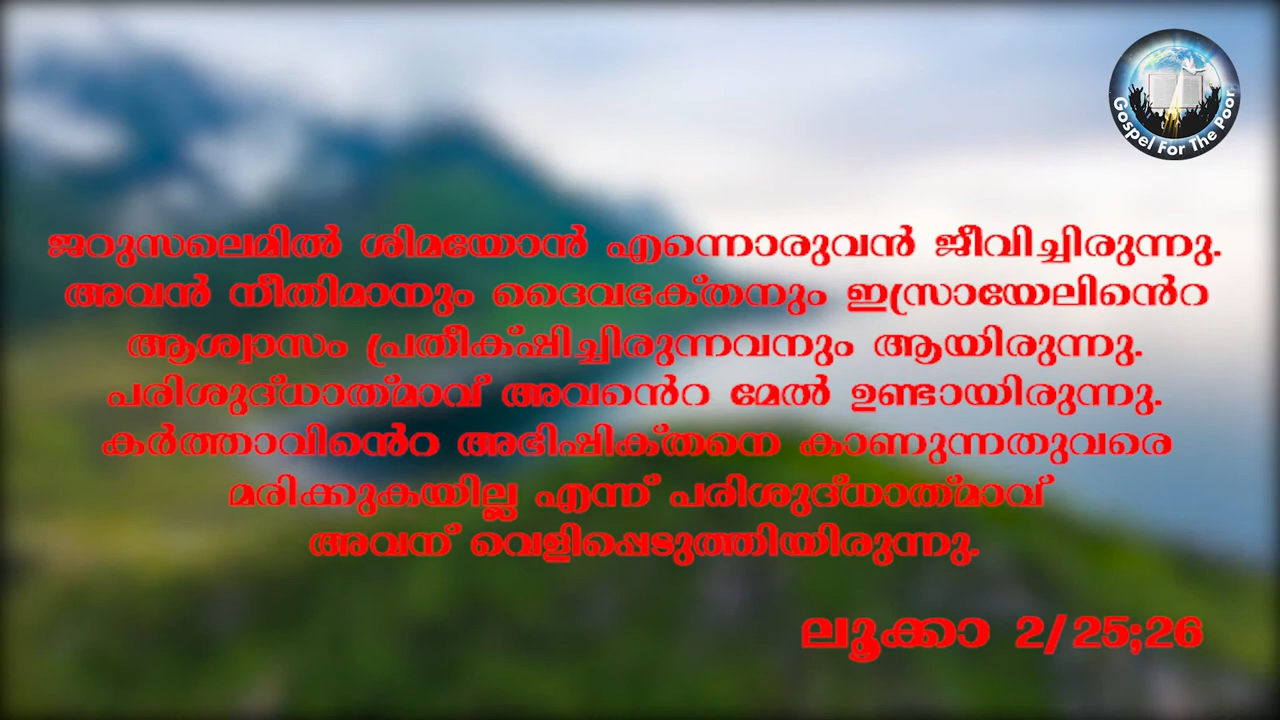 Gospel For The Poor
ജറുസലെമിൽ ശിമയോൻ എന്നൊരുവൻ ജീവിച്ചിരുന്നു.
അവൻ നീതിമാനും ദൈവഭക്തനും ഇസ്രായേലിൻെറ
ആശ്വാസം പ്രതീക്ഷിച്ചിരുന്നവനും ആയിരുന്നു.
പരിശുദ്ധാത്മാവ് അവൻെറ മേൽ ഉണ്ടായിരുന്നു.
കർത്താവിൻെറ അഭിഷിക്തനെ കാണുന്നതുവരെ
മരിക്കുകയില്ല എന്ന് പരിശുദ്ധാത്മാവ്
അവന് വെളിപ്പെടുത്തിയിരുന്നു.
ലൂക്കാ 2/25;26